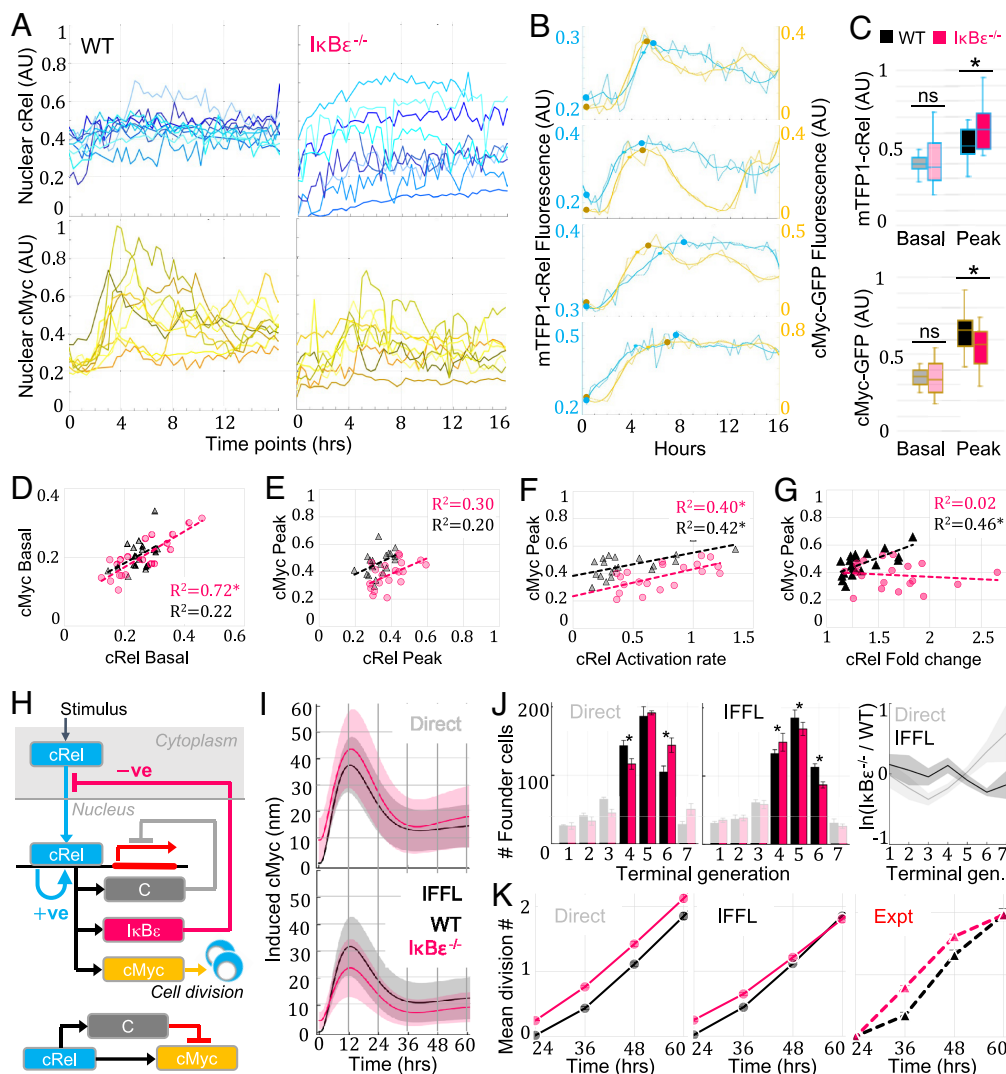 A
WT
IκBε-/-
Nuclear cRel (AU)
1
0.8
0.6
0.4
0.2
0
Nuclear cMyc (AU)
1
0.8
0.6
0.4
0.2
0
0 4 8 12
0 4 8 12 16
Time points (hrs)
B
mTFP1-cRel Fluorescence (AU)
cMyc-GFP Fluorescence (AU)
0.3
0.2
0.4
0
0.4
0.2
0.4
0
0.4
0.3
0.5
0
0.5
0.2
0.8
0
0 4 8 12 16
Hours
C
WT
IκBε-/-
mTFP1-cRel (AU)
1
0.5
0
ns
*
Basal Peak
cMyc-GFP (AU)
1
0.5
0
ns
*
Basal Peak
D
cMyc Basal
0.4
0.2
0
R2=0.72*
R2=0.22
0 0.2 0.4 0.6
cRel Basal
E
cMyc Peak
1
0.8
0.6
0.4
0.2
0
R2=0.30
R2=0.20
0 0.2 0.4 0.6 0.8 1
cRel Peak
F
cMyc Peak
1
0.8
0.6
0.4
0.2
0
R2=0.40*
R2=0.42*
0 0.5 1 1.5
cRel Activation rate
G
cMyc Peak
1
0.8
0.6
0.4
0.2
0
R2=0.02
R2=0.46*
1 1.5 2 2.5
cRel Fold change
H
Stimulus
cRel
Cytoplasm
−ve
Nucleus
cRel
+ve
C
IκBε
cMyc
Cell division
C
cRel
cMyc
I
Induced cMyc (nm)
60
50
40
30
20
10
0
Direct
50
40
30
20
10
0
IFFL
WT
IκBε-/-
0 12 24 36 48 60
Time (hrs)
J
# Founder cells
200
100
0
Direct
*
*
1 2 3 4 5 6 7
IFFL
*
*
1 2 3 4 5 6 7
Terminal generation
ln(IκBε-/- / WT)
1
0
-1
Direct
IFFL
1 2 3 4 5 6 7
Terminal gen.
K
Mean division #
2
1
0
Direct
24 36 48 60
Time (hrs)
IFFL
24 36 48 60
Time (hrs)
Expt
24 36 48 60
Time (hrs)